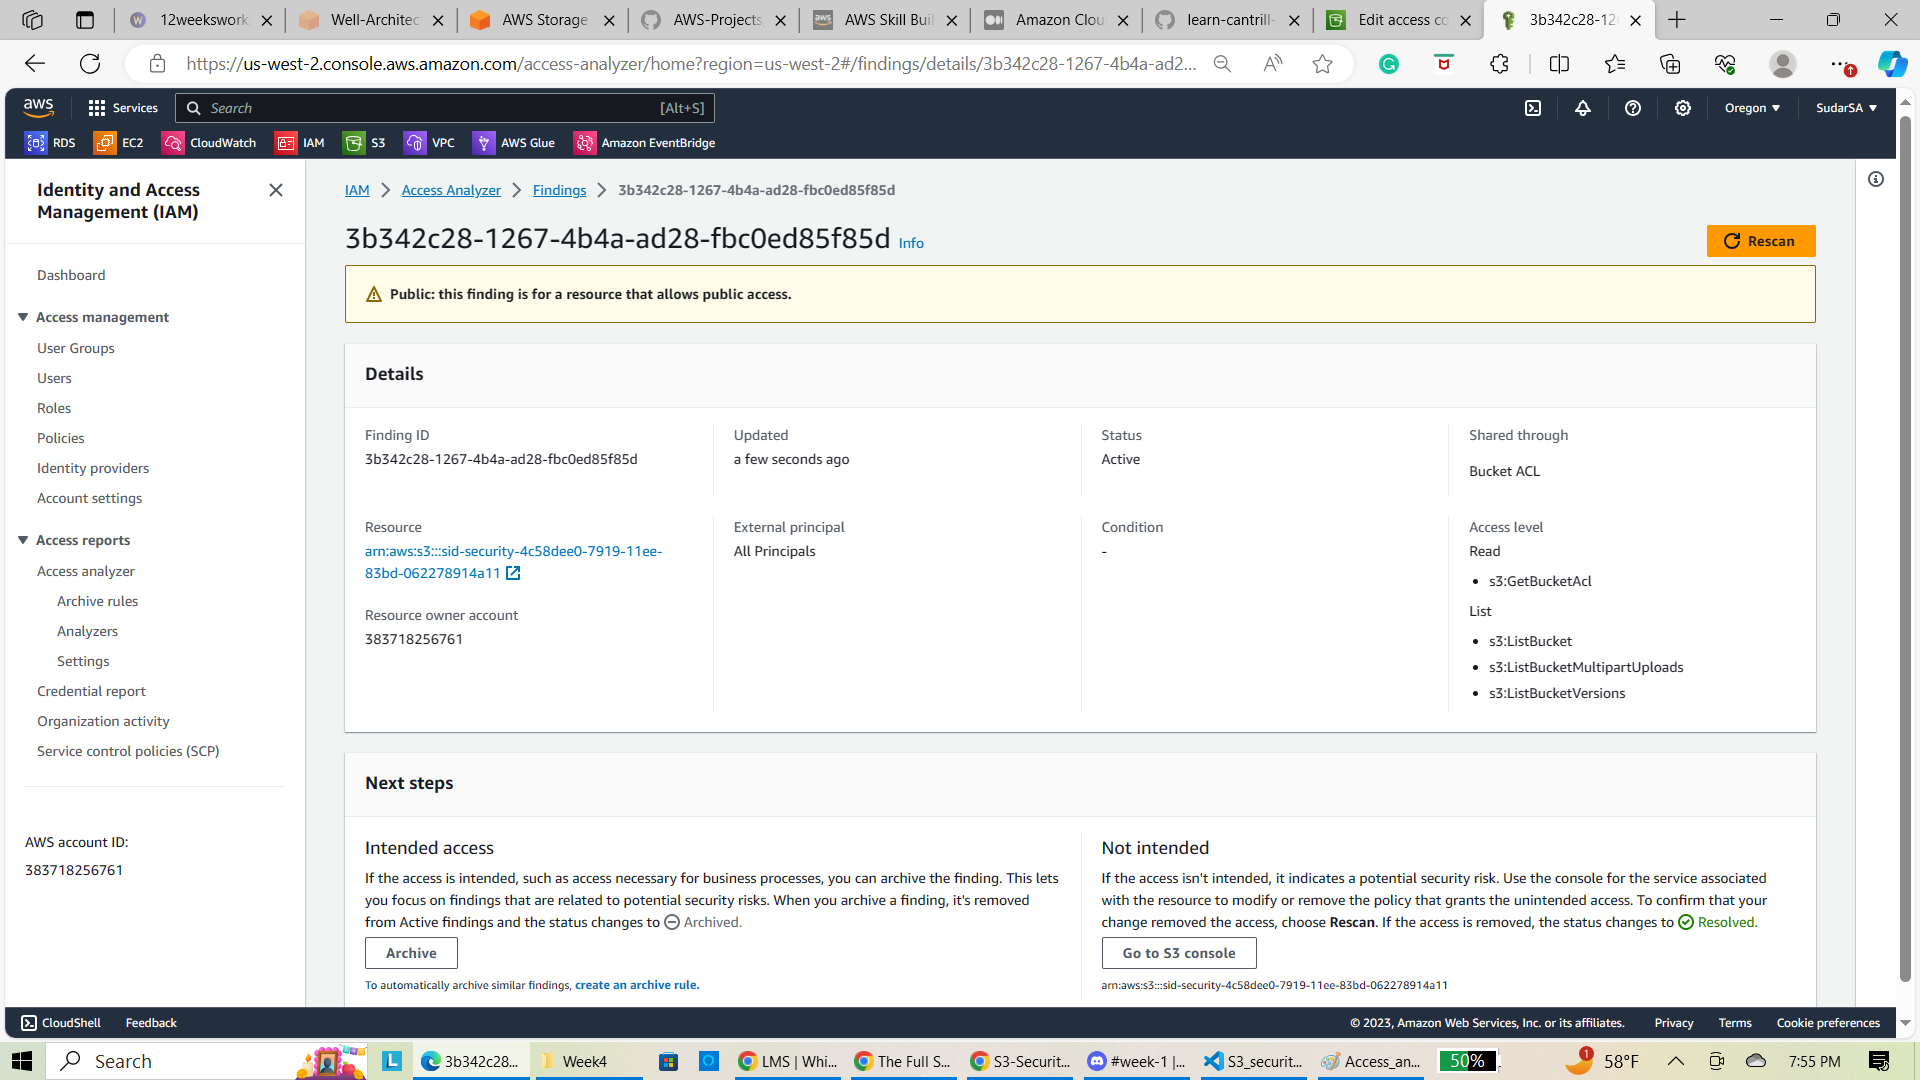 12weekswork
Well-Architec
AWS Storage
AWS-Projects
AWS Skill Buil
Amazon Clou
learn-cantrill-
Edit access co
3b342c28-126
https://us-west-2.console.aws.amazon.com/access-analyzer/home?region=us-west-2#/findings/details/3b342c28-1267-4b4a-ad2...
aws
Services
Search
[Alt+S]
Oregon
SudarSA
RDS
EC2
CloudWatch
IAM
S3
VPC
AWS Glue
Amazon EventBridge
Identity and Access
Management (IAM)
Dashboard
Access management
User Groups
Users
Roles
Policies
Identity providers
Account settings
Access reports
Access analyzer
Archive rules
Analyzers
Settings
Credential report
Organization activity
Service control policies (SCP)
AWS account ID:
383718256761
IAM > Access Analyzer > Findings > 3b342c28-1267-4b4a-ad28-fbc0ed85f85d
3b342c28-1267-4b4a-ad28-fbc0ed85f85d Info
Rescan
Public: this finding is for a resource that allows public access.
Details
Finding ID
3b342c28-1267-4b4a-ad28-fbc0ed85f85d
Updated
a few seconds ago
Status
Active
Shared through
Bucket ACL
Resource
arn:aws:s3:::sid-security-4c58dee0-7919-11ee-
83bd-062278914a11
Resource owner account
383718256761
External principal
All Principals
Condition
-
Access level
Read
• s3:GetBucketAcl
List
• s3:ListBucket
• s3:ListBucketMultipartUploads
• s3:ListBucketVersions
Next steps
Intended access
If the access is intended, such as access necessary for business processes, you can archive the finding. This lets
you focus on findings that are related to potential security risks. When you archive a finding, it's removed
from Active findings and the status changes to Archived.
Archive
To automatically archive similar findings, create an archive rule.
Not intended
If the access isn't intended, it indicates a potential security risk. Use the console for the service associated
with the resource to modify or remove the policy that grants the unintended access. To confirm that your
change removed the access, choose Rescan. If the access is removed, the status changes to Resolved.
Go to S3 console
arn:aws:s3:::sid-security-4c58dee0-7919-11ee-83bd-062278914a11
CloudShell
Feedback
© 2023, Amazon Web Services, Inc. or its affiliates.
Privacy
Terms
Cookie preferences
Search
3b342c28...
Week4
LMS | Whi...
The Full S...
S3-Securit...
#week-1 |...
S3_securit...
Access_an...
50%
1
58°F
7:55 PM